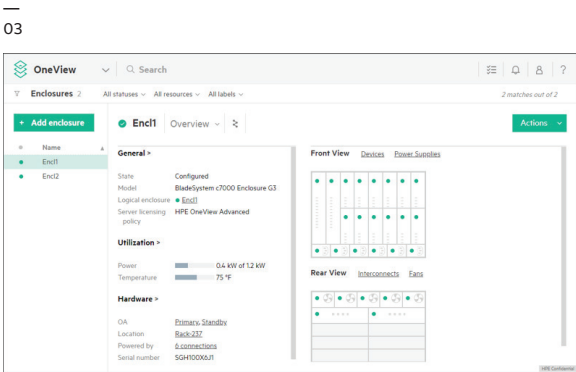 03
OneView
Search
?
Enclosures 2
All statuses
All resources
All labels
2 matches out of 2
+ Add enclosure
Encl1
Overview
Actions
Name
Encl1
Encl2
General >
State Configured
Model BladeSystem c7000 Enclosure G3
Logical enclosure Encl1
Server licensing HPE OneView Advanced
policy
Utilization >
Power 0.4 kW of 1.2 kW
Temperature 75 °F
Hardware >
OA Primary, Standby
Location Rack-237
Powered by 6 connections
Serial number SGH100X6J1
Front View Devices Power Supplies
Rear View Interconnects Fans
HPE Confidential